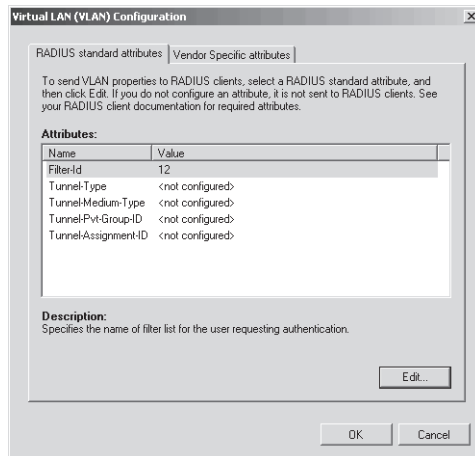 Virtual LAN (VLAN) Configuration
RADIUS standard attributes Vendor Specific attributes
To send VLAN properties to RADIUS clients, select a RADIUS standard attribute, and
then click Edit. If you do not configure an attribute, it is not sent to RADIUS clients. See
your RADIUS client documentation for required attributes.
Attributes:
Name Value
Filter-Id 12
Tunnel-Type <not configured>
Tunnel-Medium-Type <not configured>
Tunnel-Pvt-Group-ID <not configured>
Tunnel-Assignment-ID <not configured>
Description:
Specifies the name of filter list for the user requesting authentication.
Edit...
OK Cancel